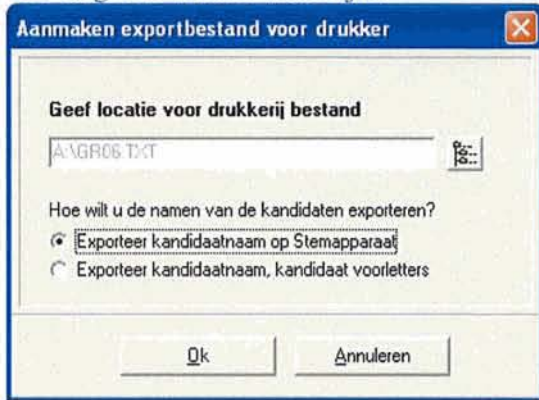 Aanmaken exportbestand voor drukker
Geef locatie voor drukkerij bestand
A:\GR06.TXT
Hoe wilt u de namen van de kandidaten exporteren?
Exporteer kandidaatnaam op Stemapparaat
Exporteer kandidaatnaam, kandidaat voorletters
Ok
Annuleren